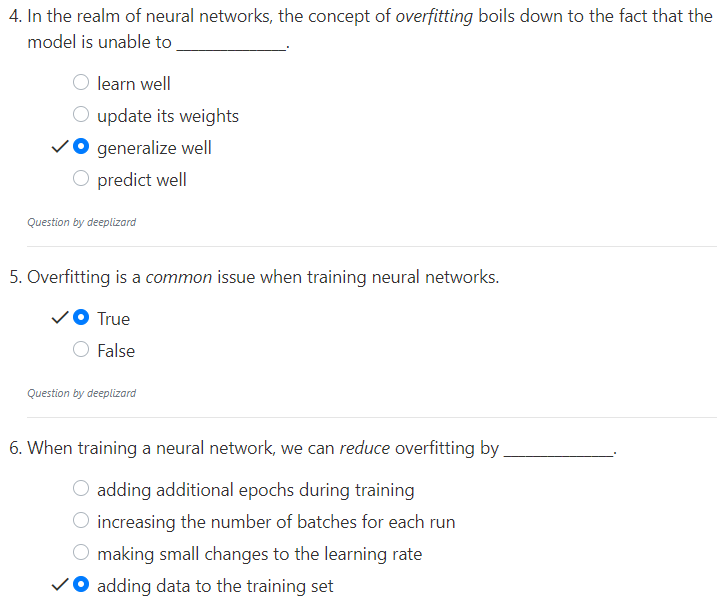 4. In the realm of neural networks, the concept of overfitting boils down to the fact that the
model is unable to ______________.
learn well
update its weights
generalize well
predict well
Question by deeplizard
5. Overfitting is a common issue when training neural networks.
True
False
Question by deeplizard
6. When training a neural network, we can reduce overfitting by ______________.
adding additional epochs during training
increasing the number of batches for each run
making small changes to the learning rate
adding data to the training set